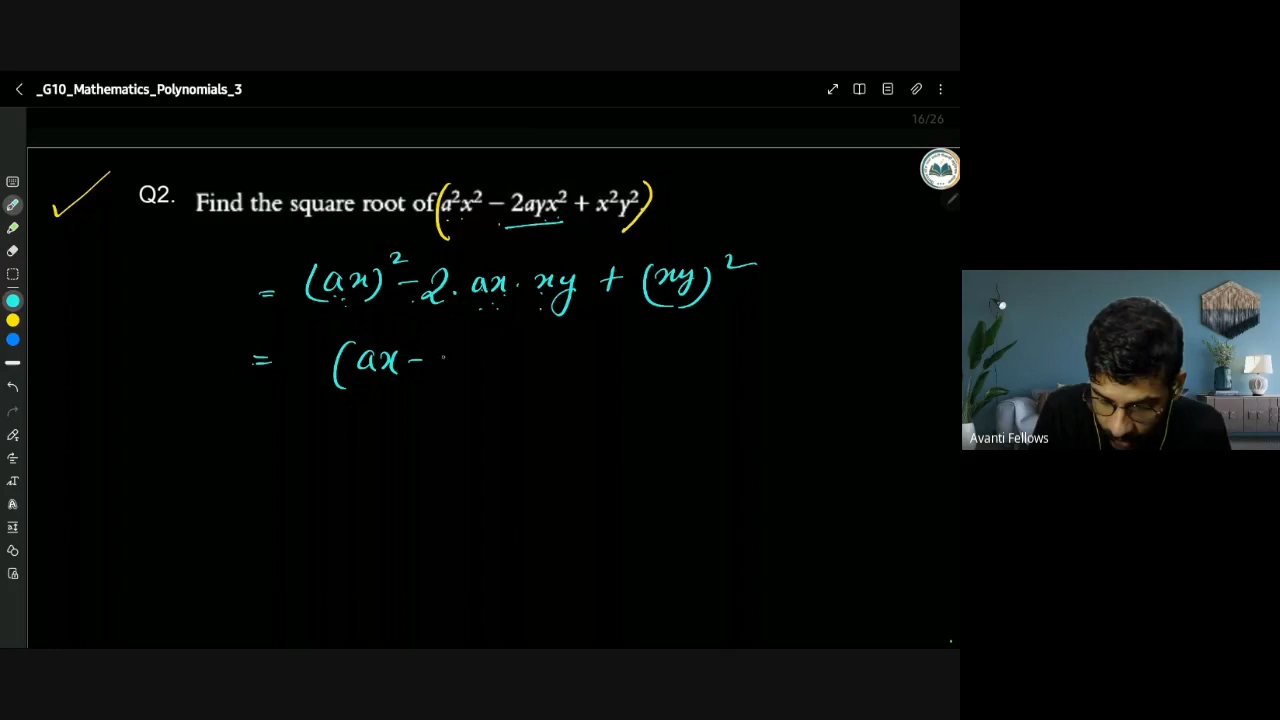 _G10_Mathematics_Polynomials_3
16/26
Q2. Find the square root of (a²x² − 2ayx² + x²y²)
= (ax)² − 2. ax. xy + (xy)²
= (ax −
Avanti Fellows